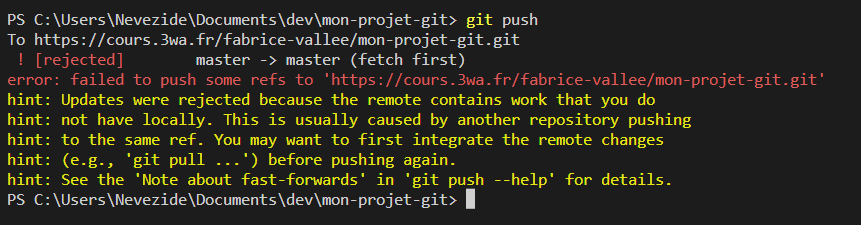 PS C:\Users\Nevezide\Documents\dev\mon-projet-git> git push
To https://cours.3wa.fr/fabrice-vallee/mon-projet-git.git
 ! [rejected]        master -> master (fetch first)
error: failed to push some refs to 'https://cours.3wa.fr/fabrice-vallee/mon-projet-git.git'
hint: Updates were rejected because the remote contains work that you do
hint: not have locally. This is usually caused by another repository pushing
hint: to the same ref. You may want to first integrate the remote changes
hint: (e.g., 'git pull ...') before pushing again.
hint: See the 'Note about fast-forwards' in 'git push --help' for details.
PS C:\Users\Nevezide\Documents\dev\mon-projet-git>